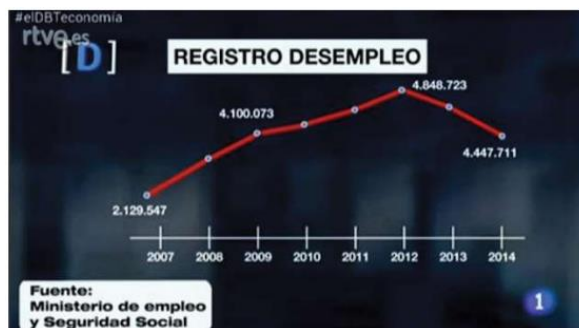 #elDBTeconomía
rtve.es
[D]
REGISTRO DESEMPLEO
4.848.723
4.100.073
4.447.711
2.129.547
2007 2008 2009 2010 2011 2012 2013 2014
Fuente:
Ministerio de empleo
y Seguridad Social
1